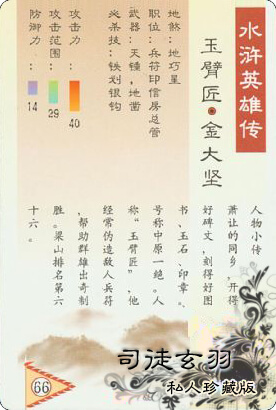 水浒英雄传
玉臂匠·金大坚
地煞：地巧星
职位：兵符印信房总管
武器：天锤，地凿
必杀技：铁划银钩
攻击力：40
攻击范围：29
防御力：14
人物小传
萧让的同乡，开得
好碑文，刻得好图
书、玉石、印章。
号称中原一绝。人
称“玉臂匠”，他
经常伪造敌人兵符
，帮助群雄出奇制
胜。梁山排名第六
十六。
司徒玄羽
私人珍藏版
66